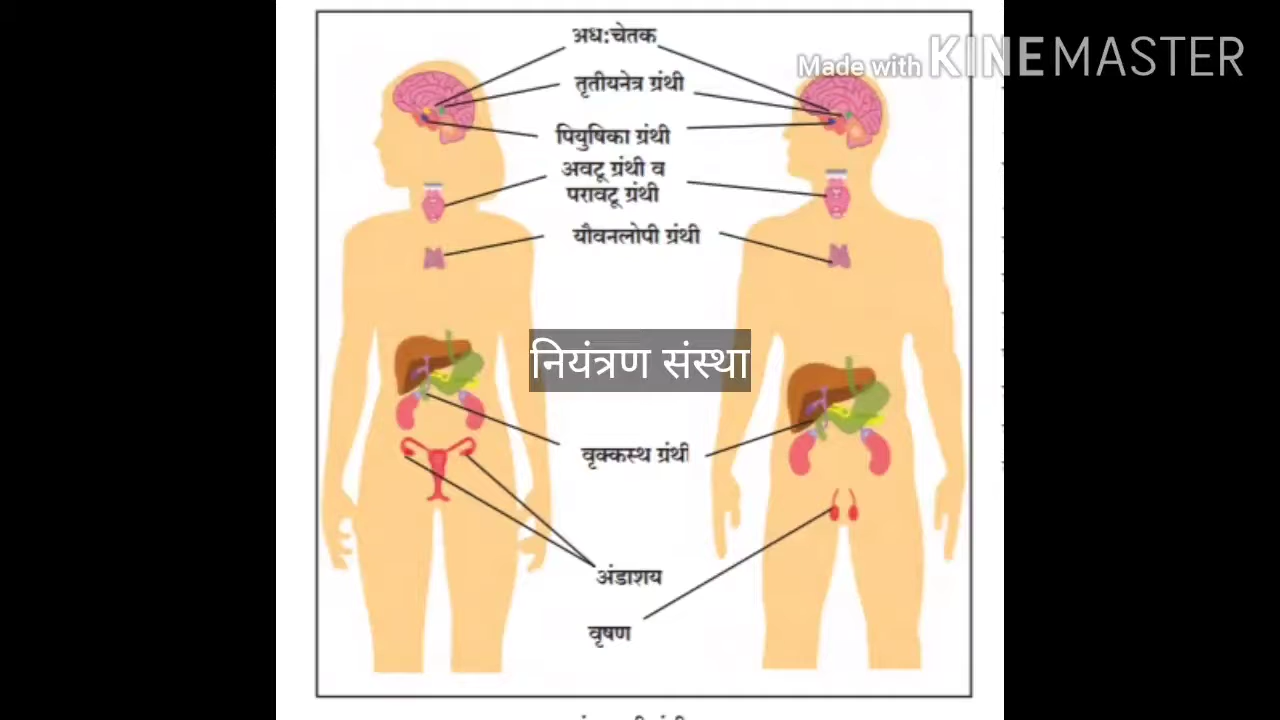 अध:चेतक
Made with KINEMASTER
तृतीयनेत्र ग्रंथी
पियुषिका ग्रंथी
अवटू ग्रंथी व
परावटू ग्रंथी
यौवनलोपी ग्रंथी
नियंत्रण संस्था
वृक्कस्थ ग्रंथी
अंडाशय
वृषण